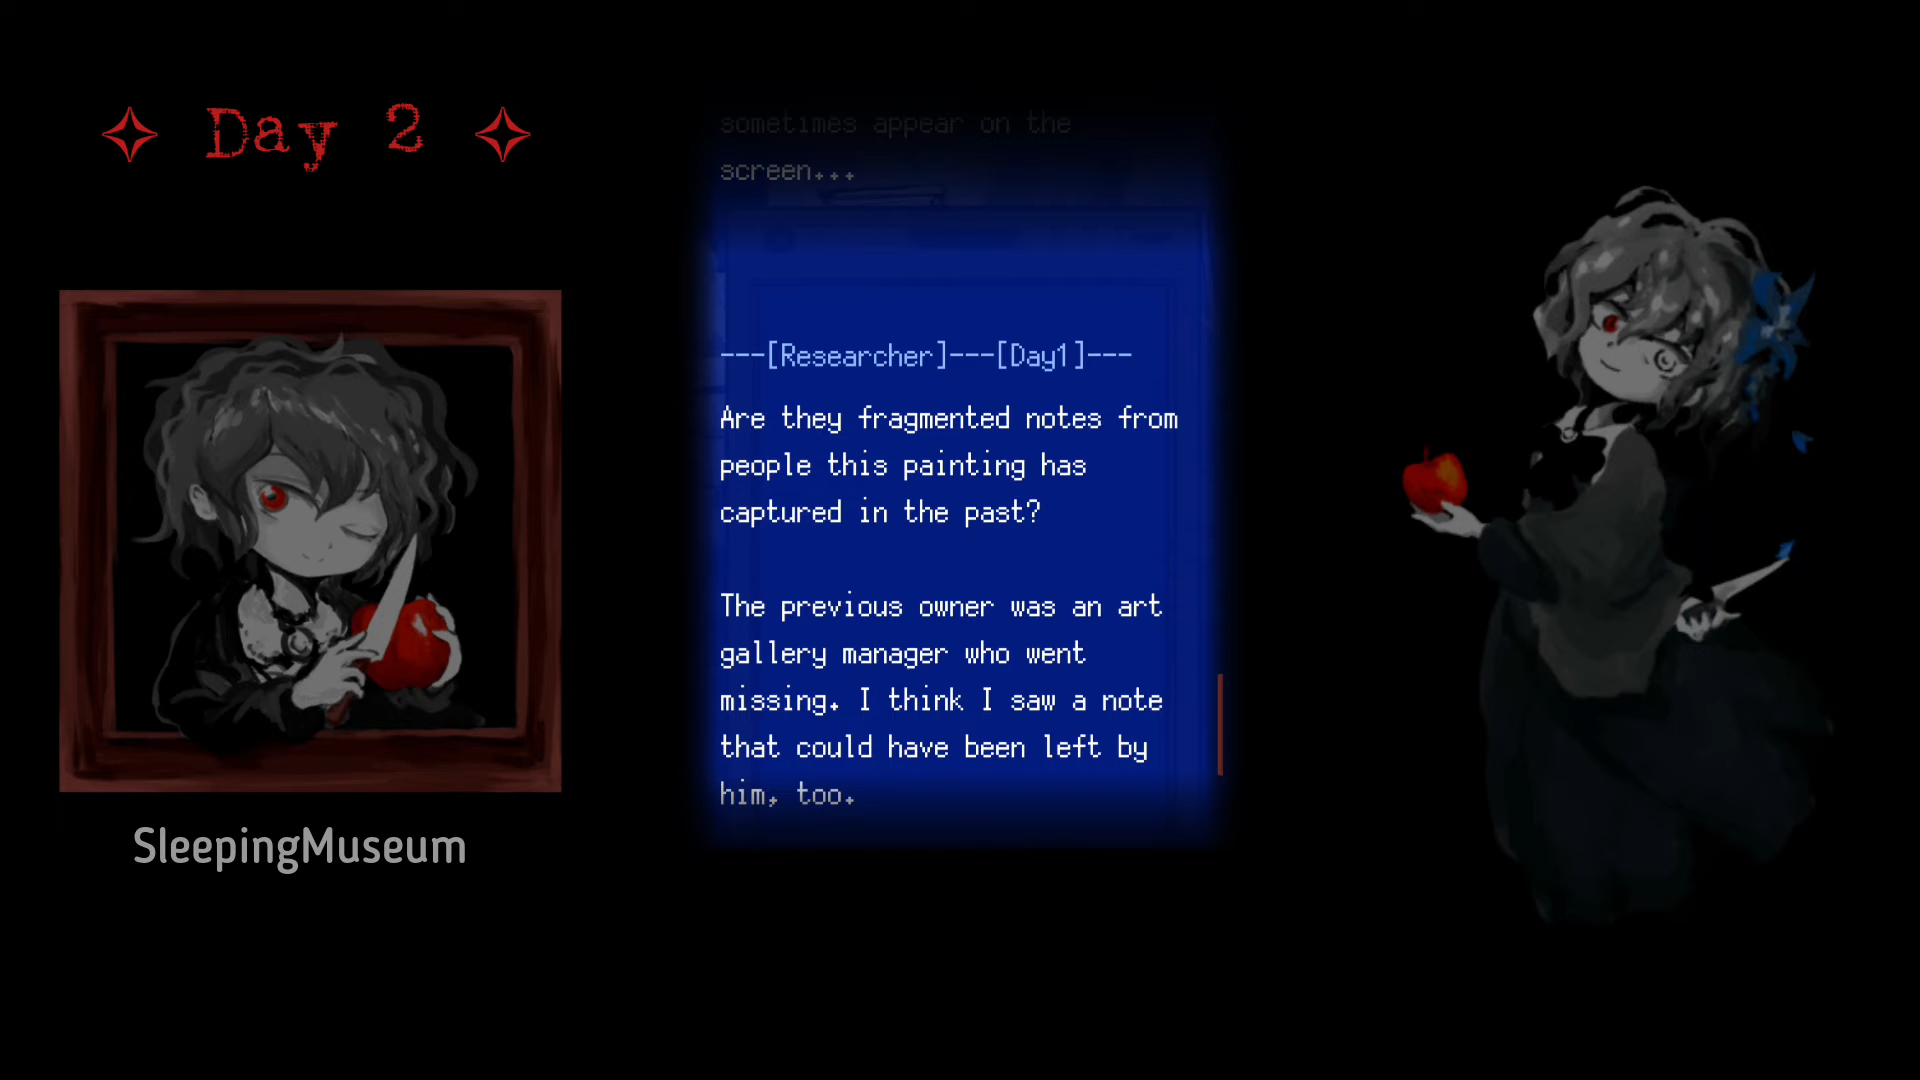 ✧ Day 2 ✧
sometimes appear on the
screen...
---[Researcher]---[Day1]---
Are they fragmented notes from
people this painting has
captured in the past?
The previous owner was an art
gallery manager who went
missing. I think I saw a note
that could have been left by
him, too.
SleepingMuseum